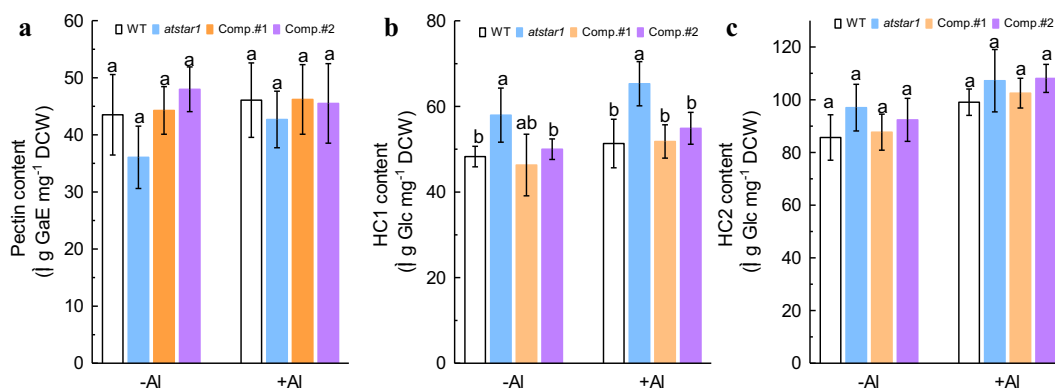 a
WT atstar1 Comp.#1 Comp.#2
Pectin content
(Ì g GaE mg⁻¹ DCW)
60
50
40
30
20
10
0
a a a a a a a a
-Al +Al
b
WT atstar1 Comp.#1 Comp.#2
HC1 content
(Ì g Glc mg⁻¹ DCW)
80
60
40
20
0
b a ab b b a b b
-Al +Al
c
WT atstar1 Comp.#1 Comp.#2
HC2 content
(Ì g Glc mg⁻¹ DCW)
120
100
80
60
40
20
0
a a a a a a a a
-Al +Al